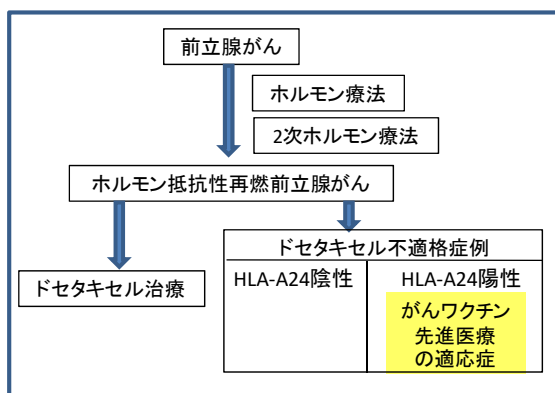 前立腺がん
ホルモン療法
2次ホルモン療法
ホルモン抵抗性再燃前立腺がん
ドセタキセル治療
ドセタキセル不適格症例
HLA-A24陰性
HLA-A24陽性
がんワクチン
先進医療
の適応症